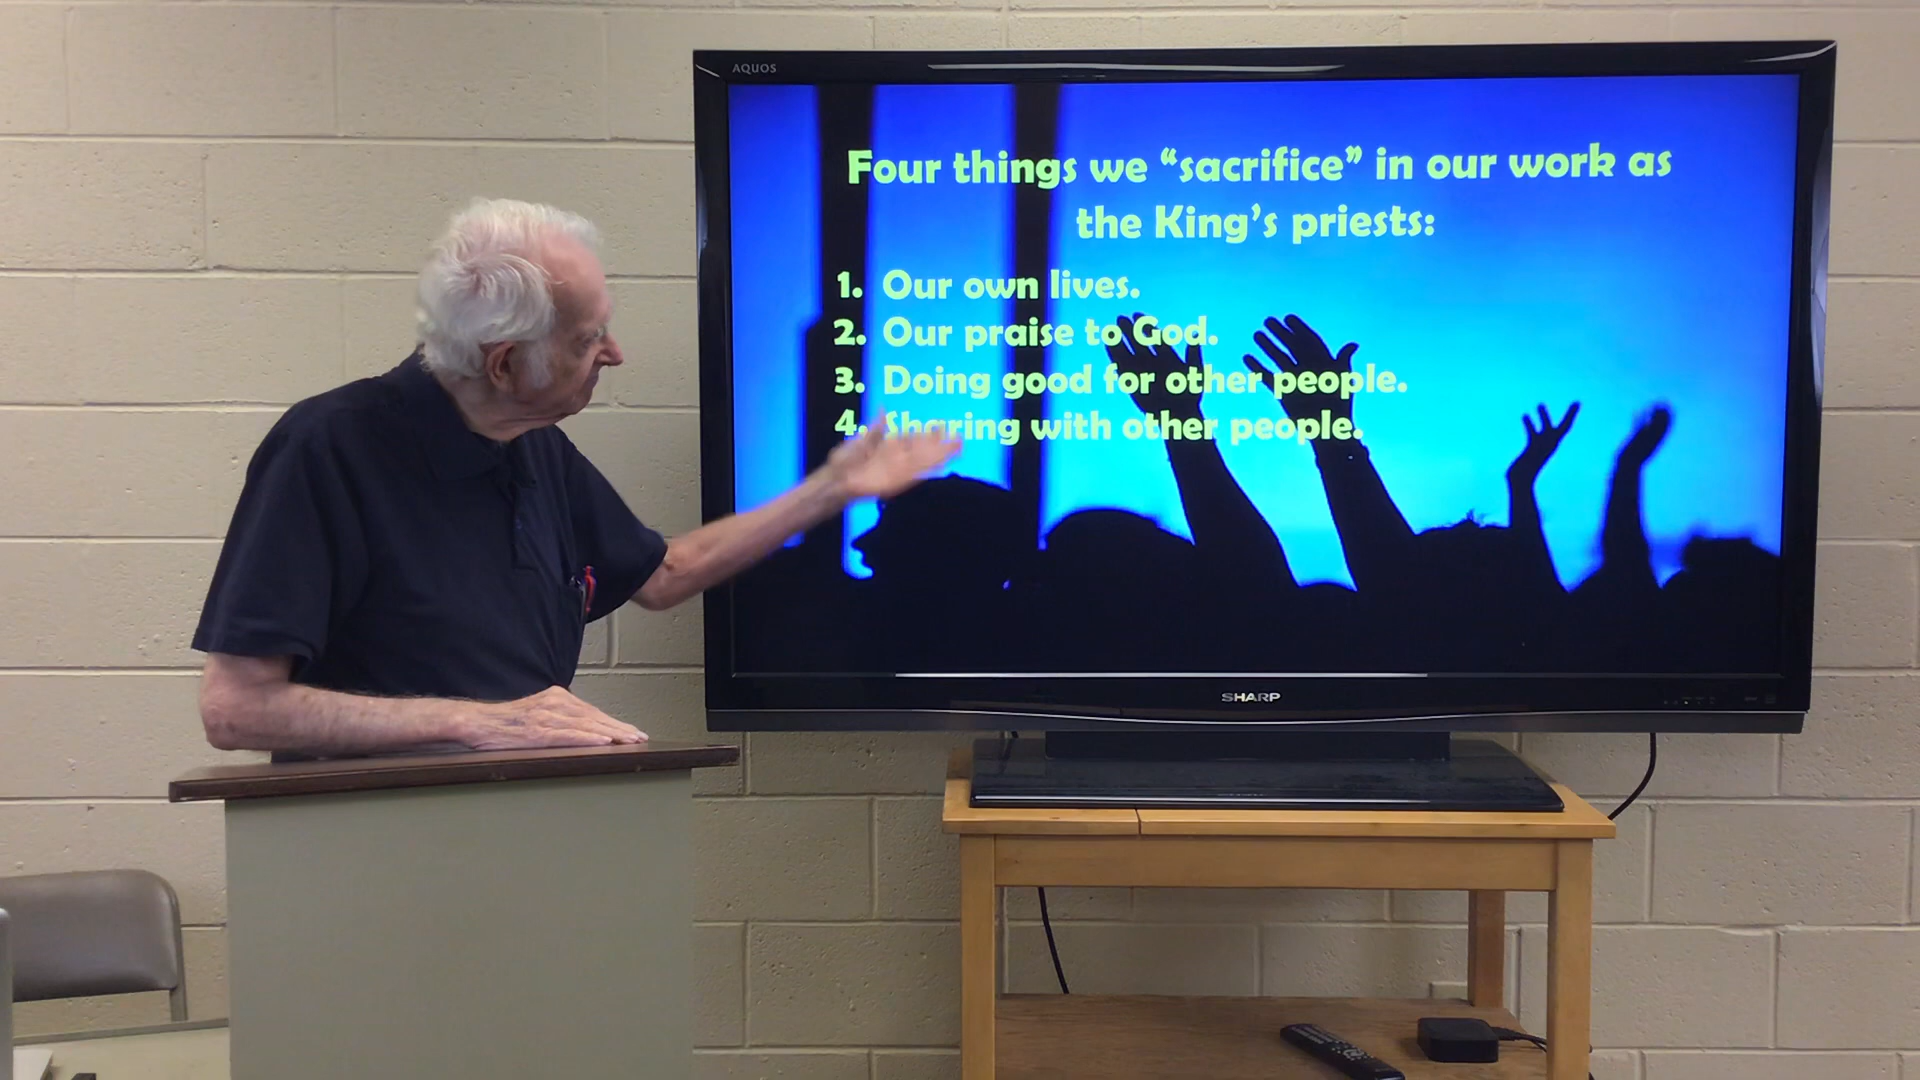 AQUOS
Four things we “sacrifice” in our work as
the King’s priests:
1. Our own lives.
2. Our praise to God.
3. Doing good for other people.
4. Sharing with other people.
SHARP